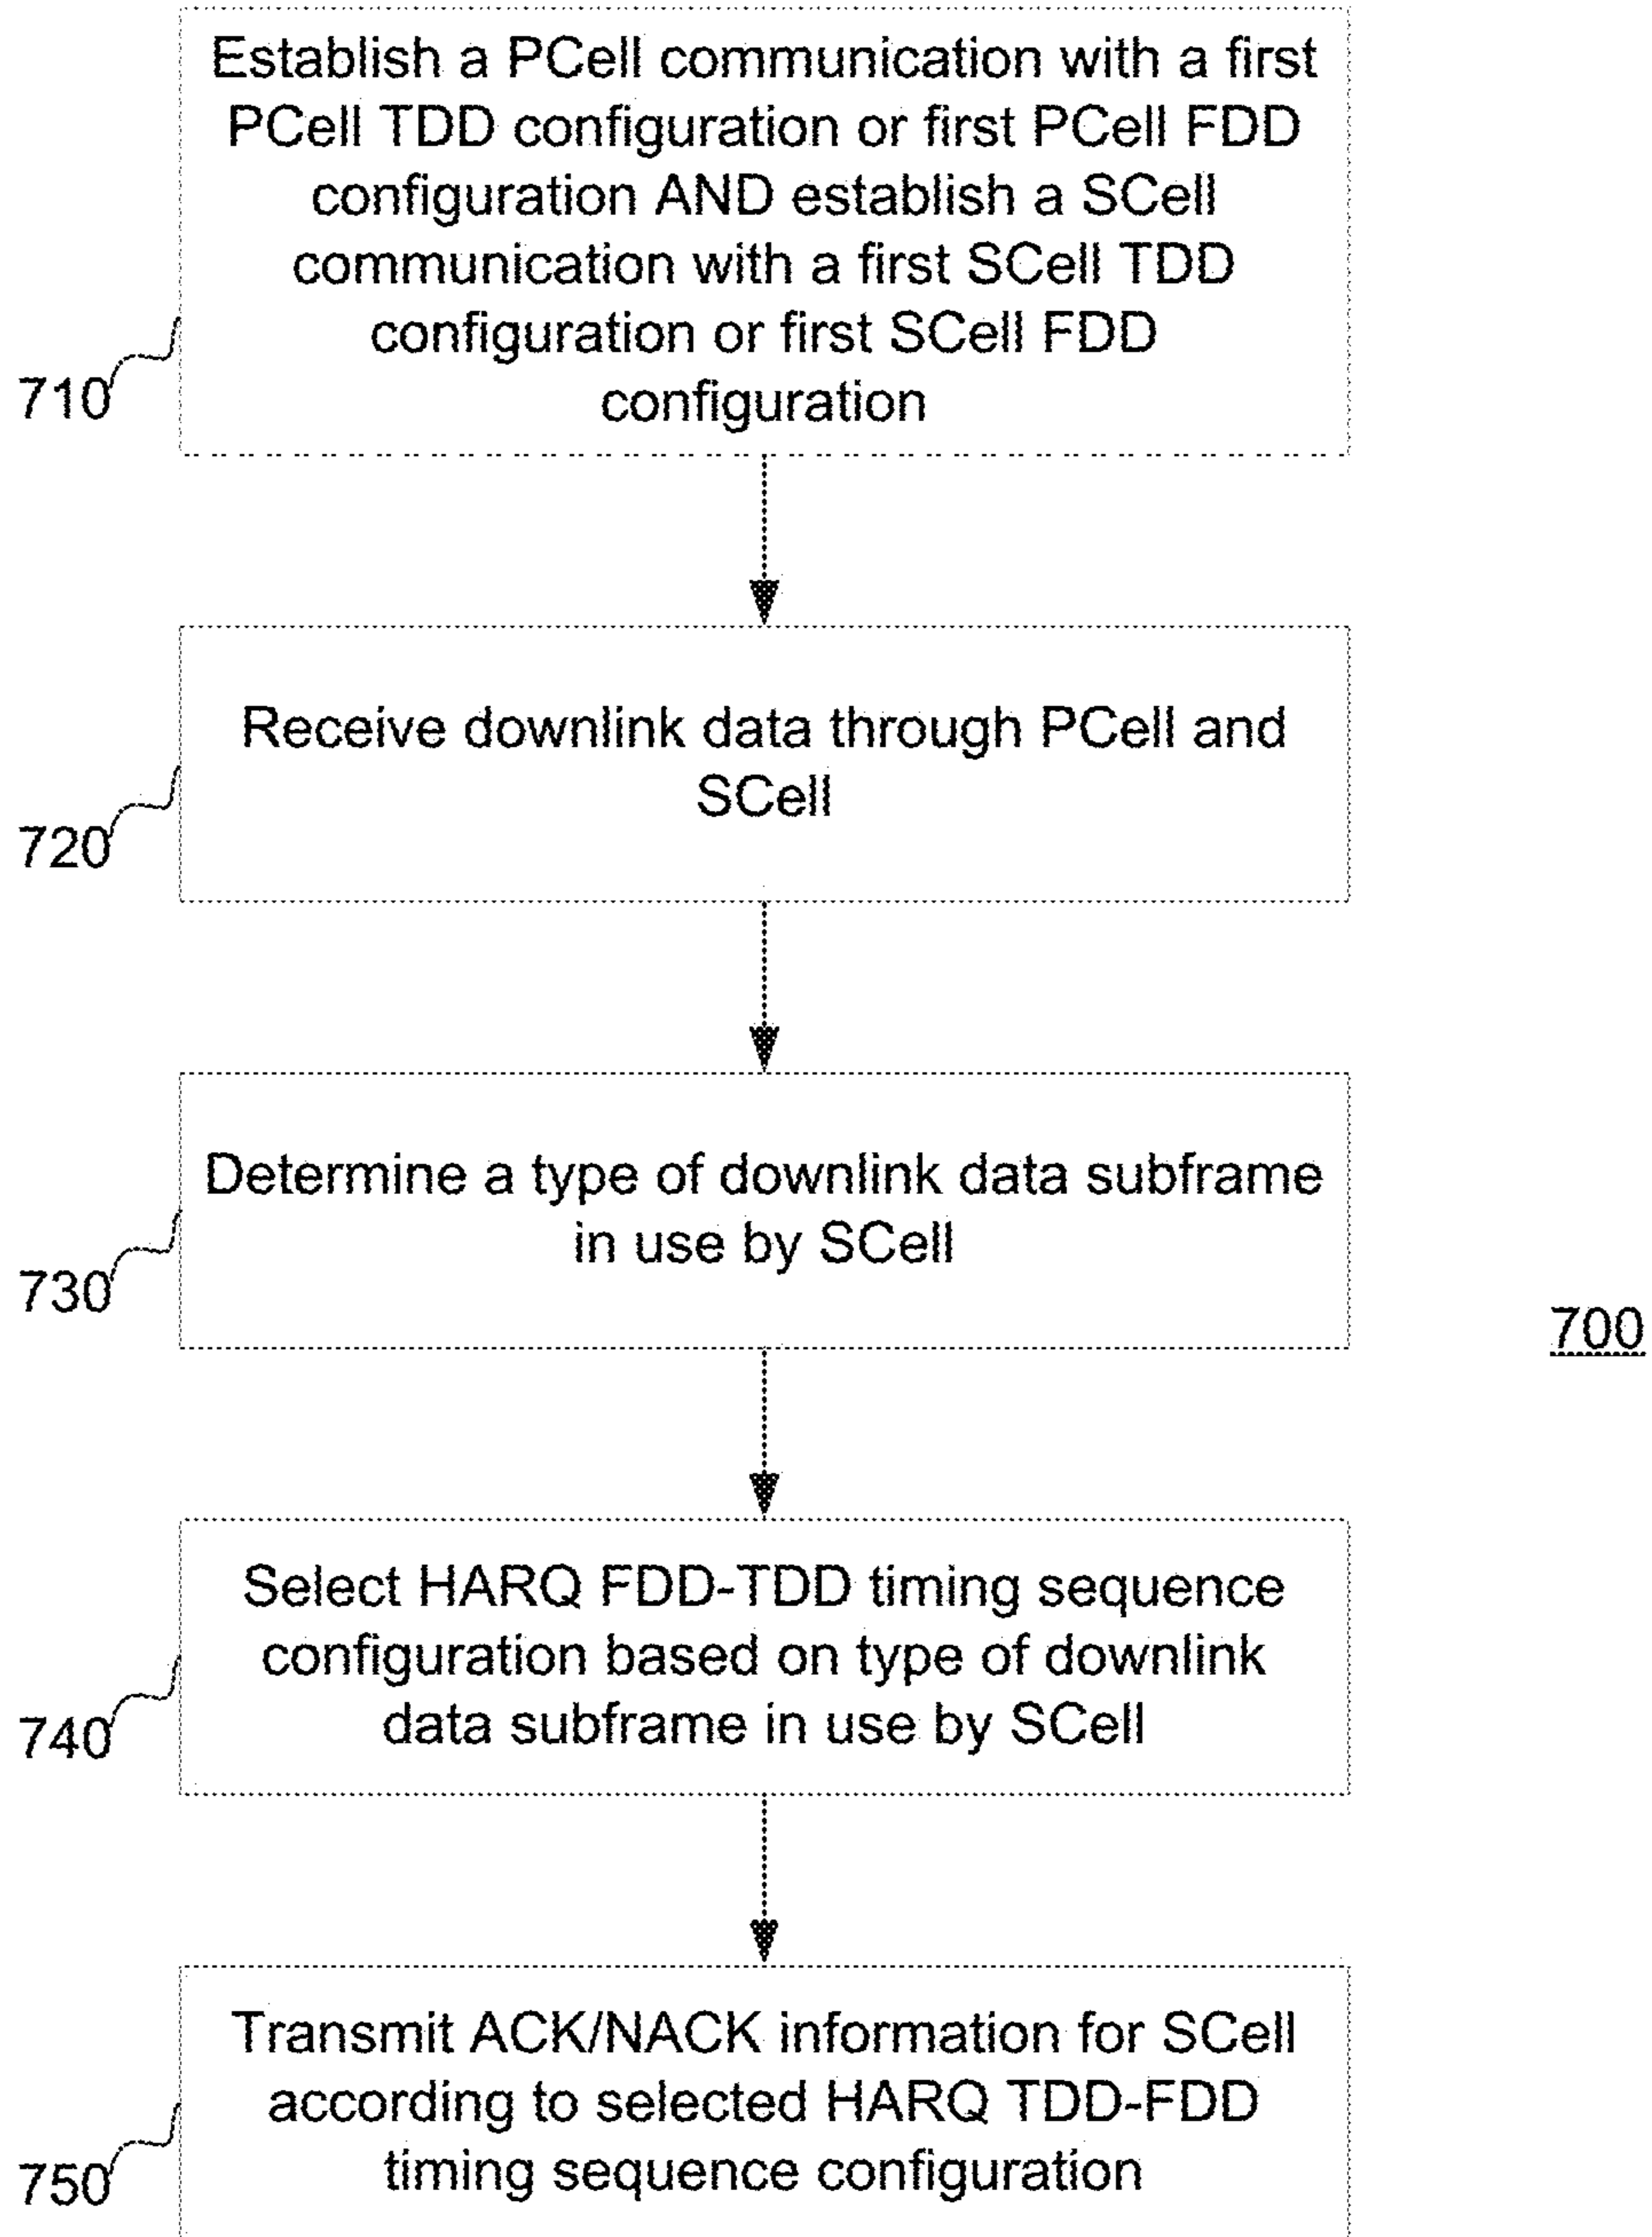 Establish a PCell communication with a first
PCell TDD configuration or first PCell FDD
configuration AND establish a SCell
communication with a first SCell TDD
configuration or first SCell FDD
configuration
710
Receive downlink data through PCell and
SCell
720
Determine a type of downlink data subframe
in use by SCell
730
700
Select HARQ FDD-TDD timing sequence
configuration based on type of downlink
data subframe in use by SCell
740
Transmit ACK/NACK information for SCell
according to selected HARQ TDD-FDD
timing sequence configuration
750